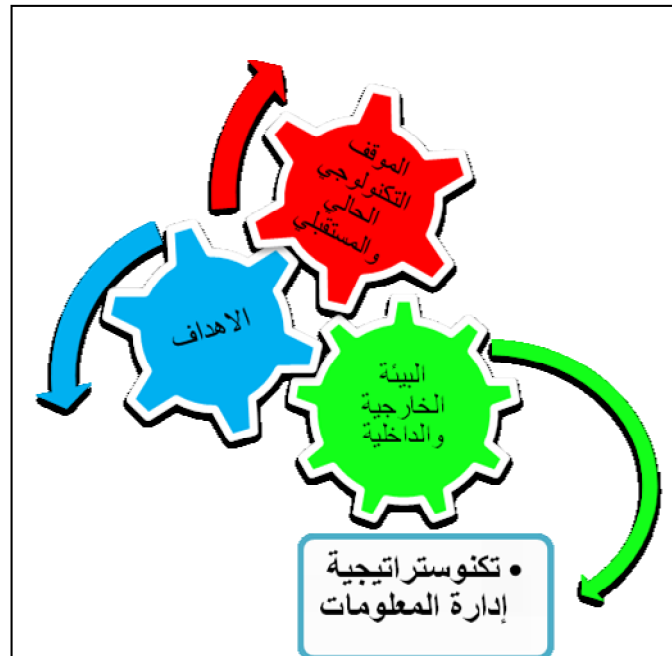 الموقف
التكنولوجي
الحالي
والمستقبلي
الاهداف
البيئة
الخارجية
والداخلية
• تكنوستراتيجية
إدارة المعلومات